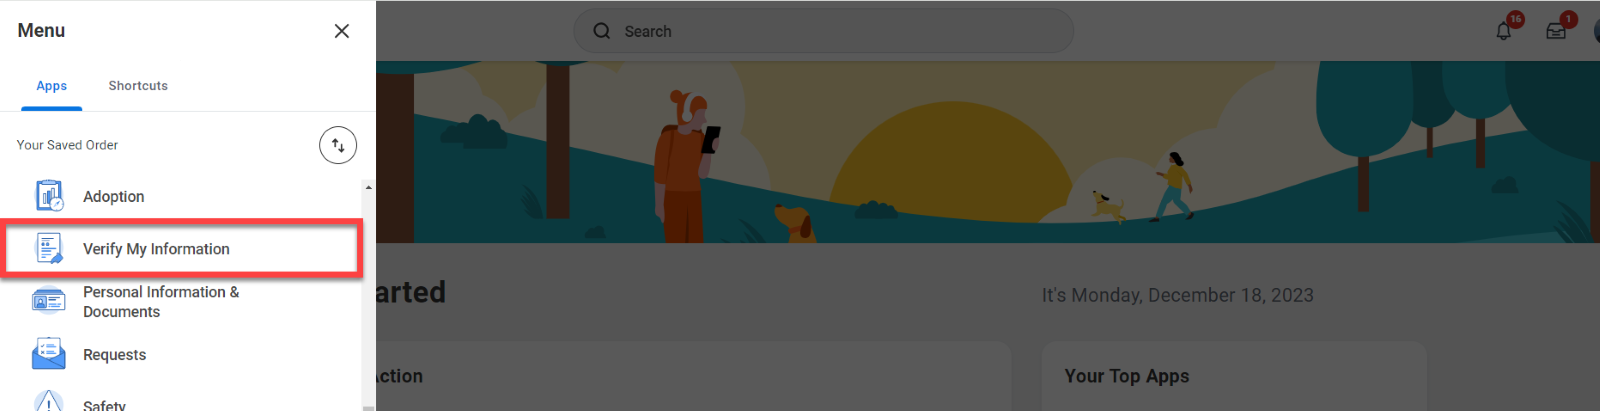 Menu
Search
16
1
Apps
Shortcuts
Your Saved Order
Adoption
Verify My Information
Personal Information &
Documents
Requests
Safety
arted
It's Monday, December 18, 2023
Action
Your Top Apps